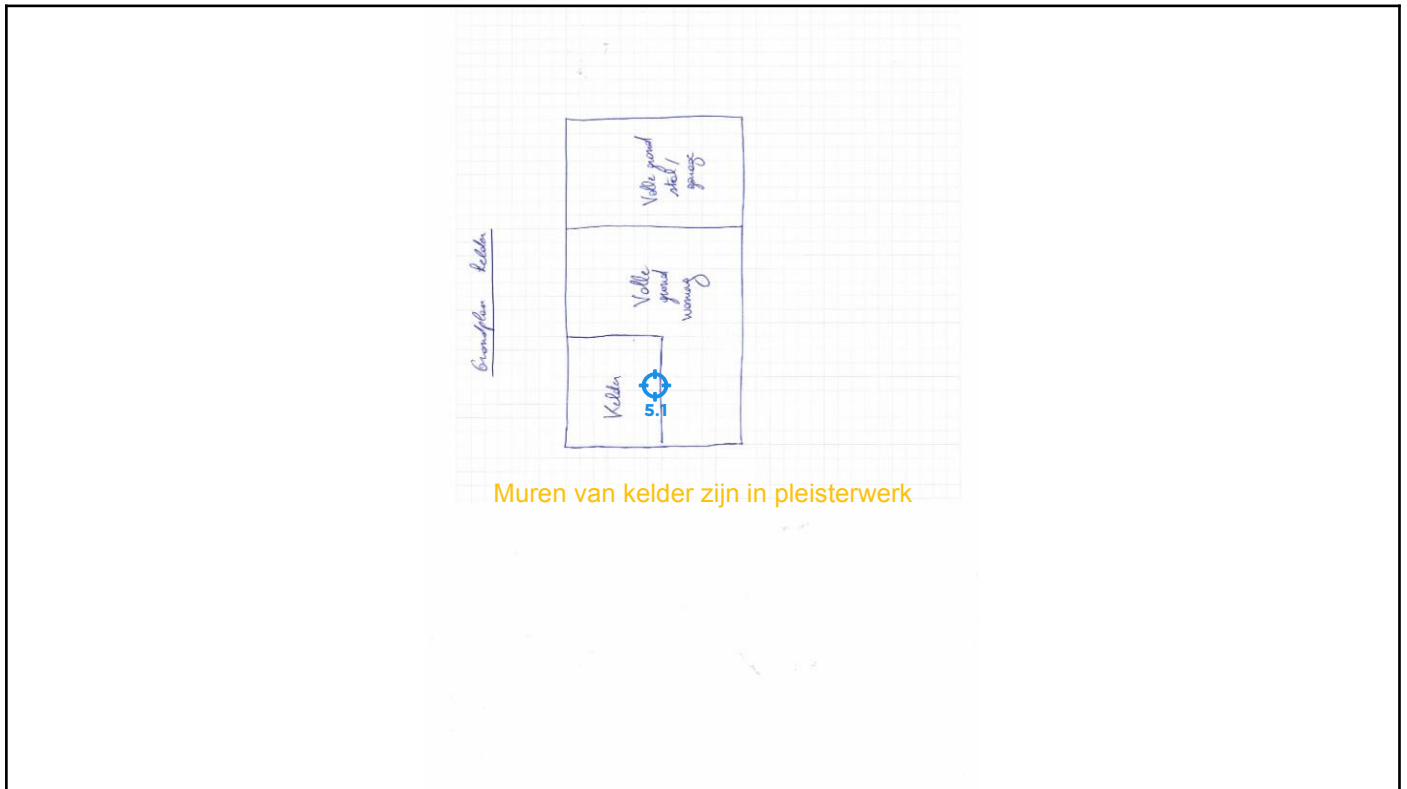 Grondplan Kelder
Volle grond
stal /
garage
Volle
grond
woning
Kelder
5.1
Muren van kelder zijn in pleisterwerk